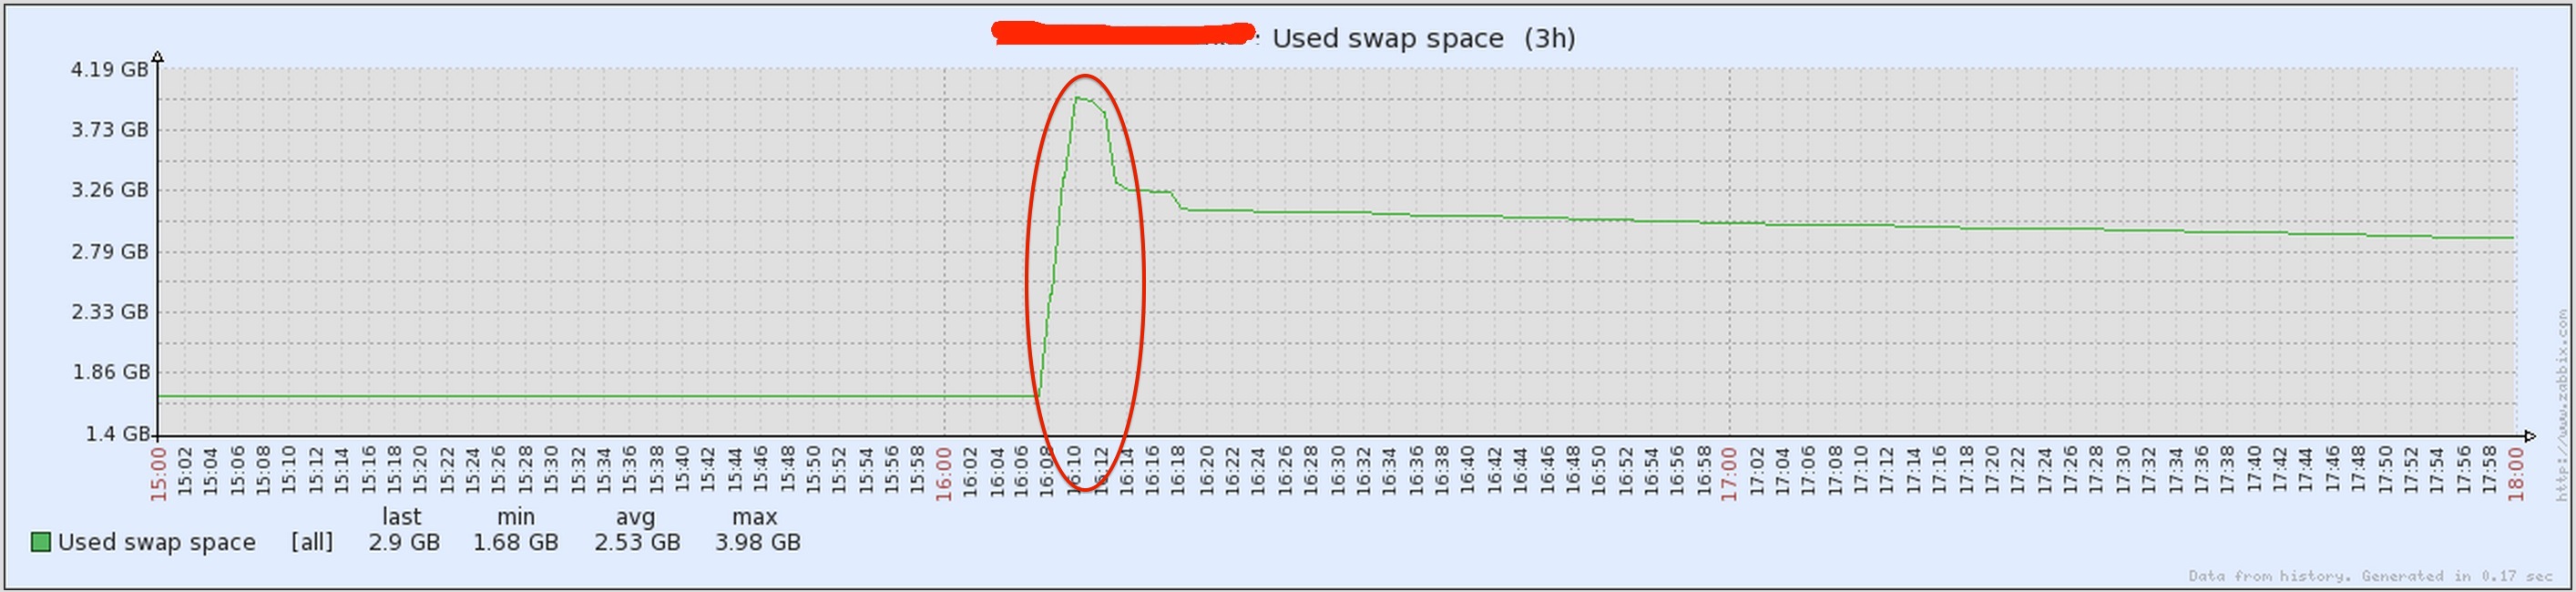 : Used swap space (3h)
4.19 GB
3.73 GB
3.26 GB
2.79 GB
2.33 GB
1.86 GB
1.4 GB
15:00 15:02 15:04 15:06 15:08 15:10 15:12 15:14 15:16 15:18 15:20 15:22 15:24 15:26 15:28 15:30 15:32 15:34 15:36 15:38 15:40 15:42 15:44 15:46 15:48 15:50 15:52 15:54 15:56 15:58 16:00 16:02 16:04 16:06 16:08 16:10 16:12 16:14 16:16 16:18 16:20 16:22 16:24 16:26 16:28 16:30 16:32 16:34 16:36 16:38 16:40 16:42 16:44 16:46 16:48 16:50 16:52 16:54 16:56 16:58 17:00 17:02 17:04 17:06 17:08 17:10 17:12 17:14 17:16 17:18 17:20 17:22 17:24 17:26 17:28 17:30 17:32 17:34 17:36 17:38 17:40 17:42 17:44 17:46 17:48 17:50 17:52 17:54 17:56 17:58 18:00
last min avg max
Used swap space [all] 2.9 GB 1.68 GB 2.53 GB 3.98 GB
Data from history. Generated in 0.17 sec
http://www.zabbix.com